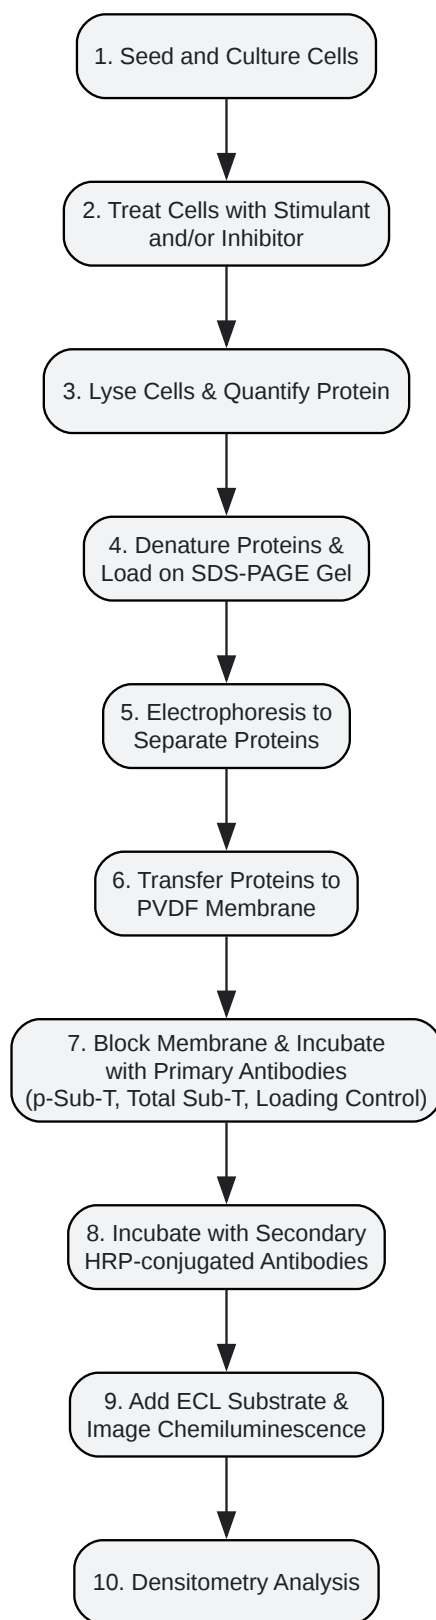 1. Seed and Culture Cells
2. Treat Cells with Stimulant
and/or Inhibitor
3. Lyse Cells & Quantify Protein
4. Denature Proteins &
Load on SDS-PAGE Gel
5. Electrophoresis to
Separate Proteins
6. Transfer Proteins to
PVDF Membrane
7. Block Membrane & Incubate
with Primary Antibodies
(p-Sub-T, Total Sub-T, Loading Control)
8. Incubate with Secondary
HRP-conjugated Antibodies
9. Add ECL Substrate &
Image Chemiluminescence
10. Densitometry Analysis